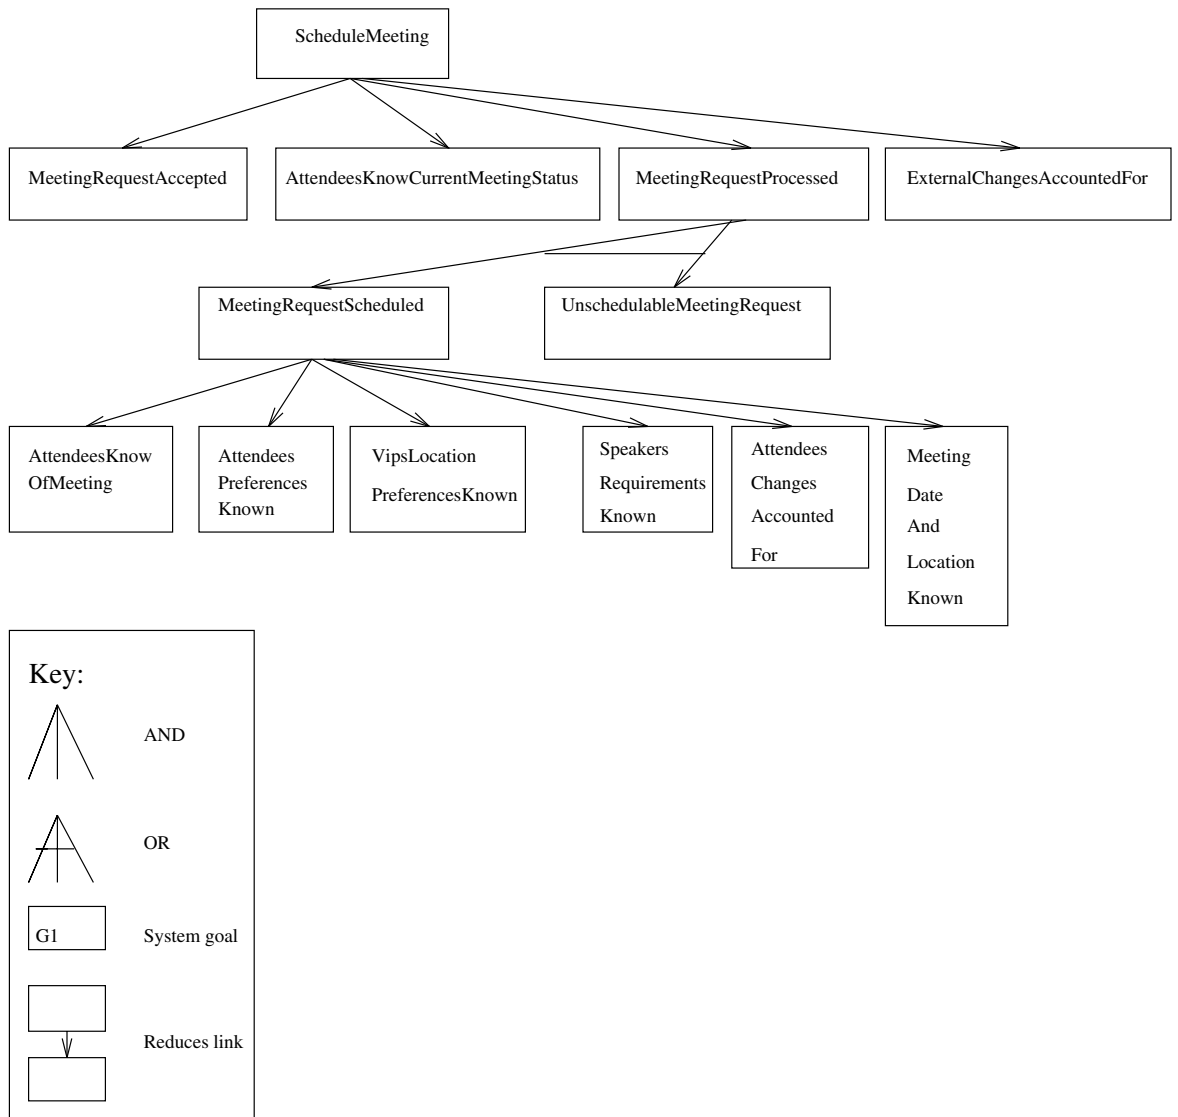 ScheduleMeeting
MeetingRequestAccepted
AttendeesKnowCurrentMeetingStatus
MeetingRequestProcessed
ExternalChangesAccountedFor
MeetingRequestScheduled
UnschedulableMeetingRequest
AttendeesKnow
OfMeeting
Attendees
Preferences
Known
VipsLocation
PreferencesKnown
Speakers
Requirements
Known
Attendees
Changes
Accounted
For
Meeting
Date
And
Location
Known
Key:
AND
OR
G1
System goal
Reduces link